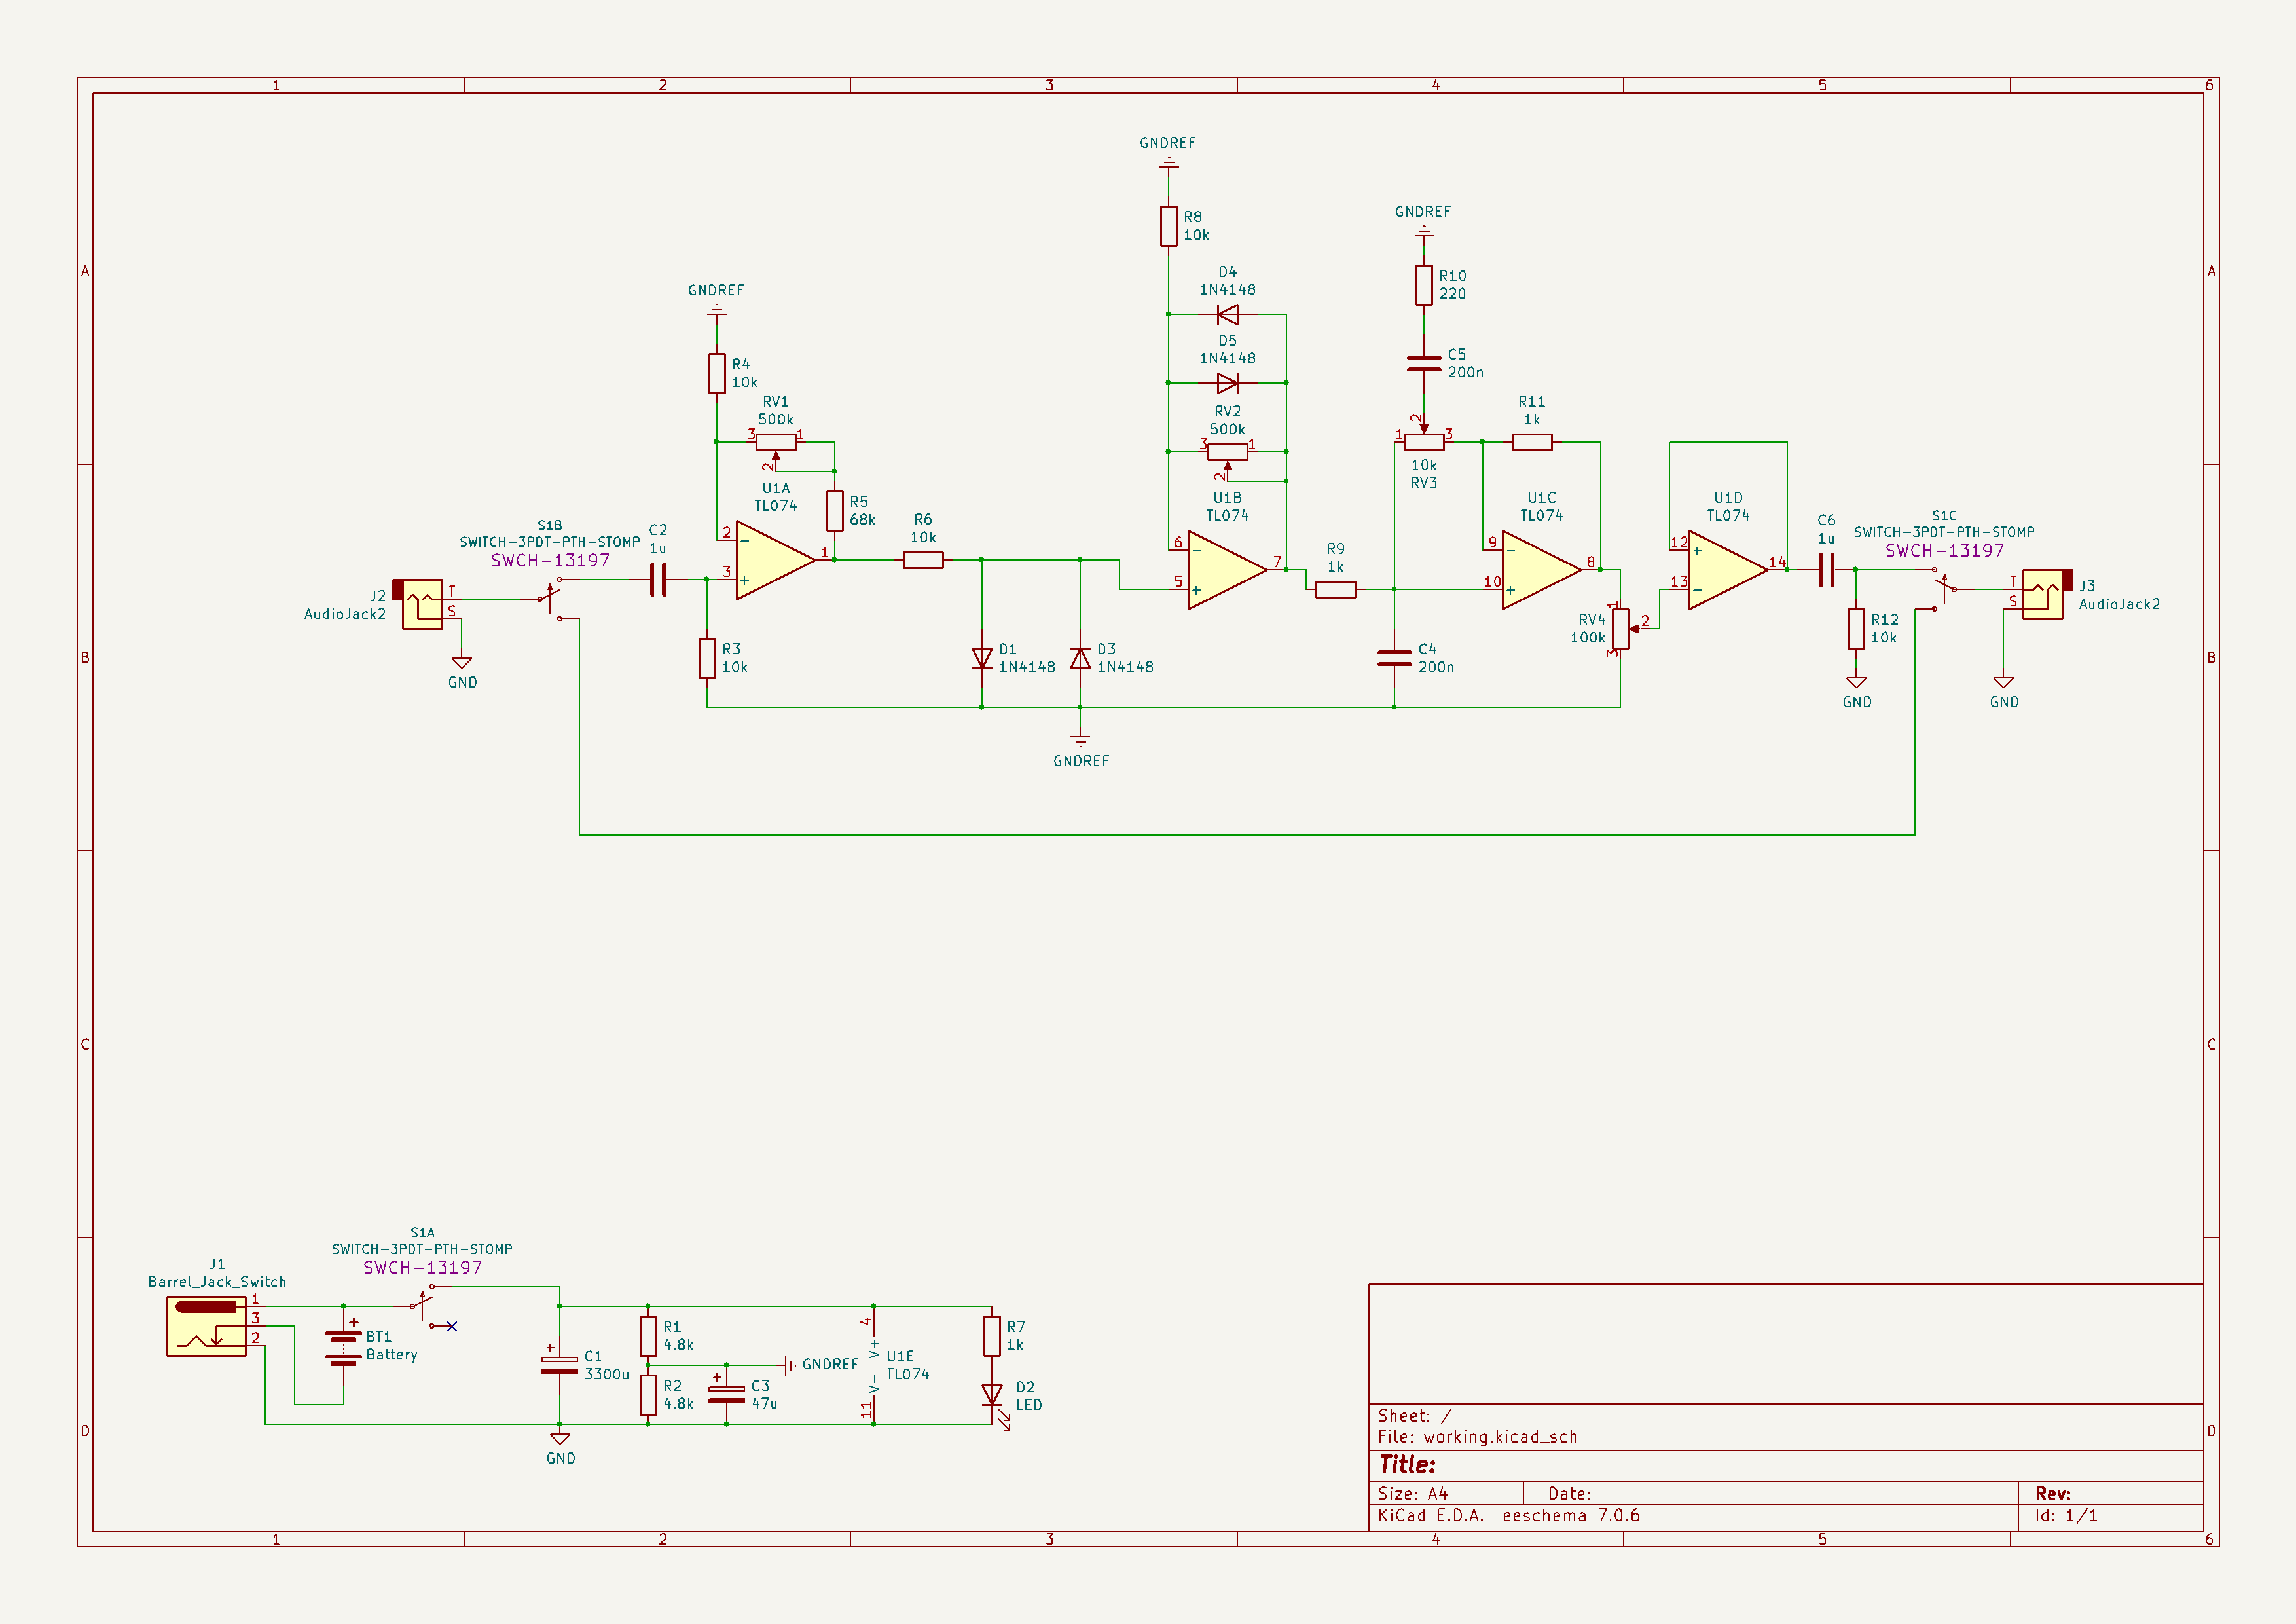 1 2 3 4 5 6
A
B
C
D
A
B
C
D
1 2 3 4 5 6
GNDREF
R8
10k
GNDREF
R10
220
D4
1N4148
D5
1N4148
C5
200n
GNDREF
R4
10k
RV1
500k
3 1
2
RV2
500k
3 1
2
2
1 3
10k
RV3
R11
1k
U1A
TL074
R5
68k
2 −
3 +
1
R6
10k
U1B
TL074
6 −
5 +
7
R9
1k
U1C
TL074
9 −
10 +
8
U1D
TL074
12 +
13 −
14
S1B
SWITCH-3PDT-PTH-STOMP
SWCH-13197
C2
1u
C6
1u
S1C
SWITCH-3PDT-PTH-STOMP
SWCH-13197
J2
AudioJack2
T
S
GND
R3
10k
D1
1N4148
D3
1N4148
C4
200n
1
RV4
100k
2
3
R12
10k
GND
T
S
J3
AudioJack2
GND
GNDREF
S1A
SWITCH-3PDT-PTH-STOMP
SWCH-13197
J1
Barrel_Jack_Switch
1
3
2
+
BT1
Battery
+
C1
3300u
R1
4.8k
R2
4.8k
GNDREF
+
C3
47u
4
V+
U1E
TL074
V−
11
R7
1k
D2
LED
GND
Sheet: /
File: working.kicad_sch
Title:
Size: A4 Date: Rev:
KiCad E.D.A. eeschema 7.0.6 Id: 1/1